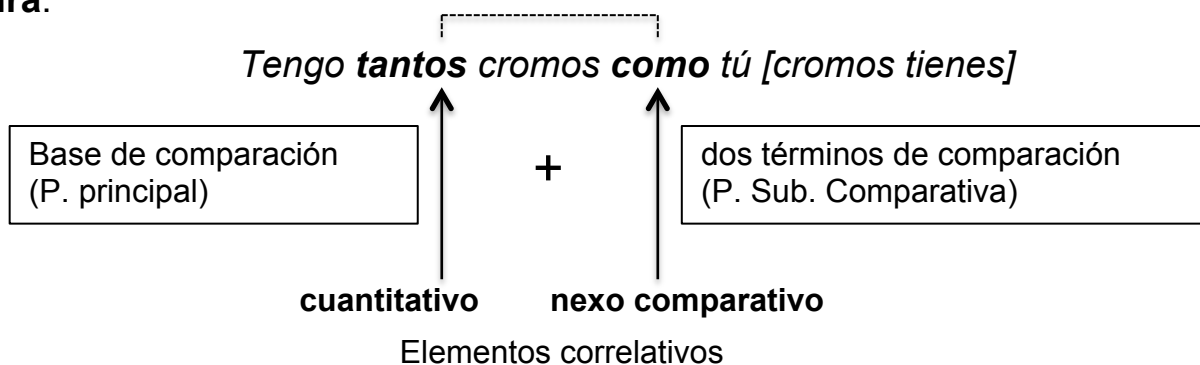 ura:
Tengo tantos cromos como tú [cromos tienes]
Base de comparación
(P. principal)
+
dos términos de comparación
(P. Sub. Comparativa)
cuantitativo nexo comparativo
Elementos correlativos